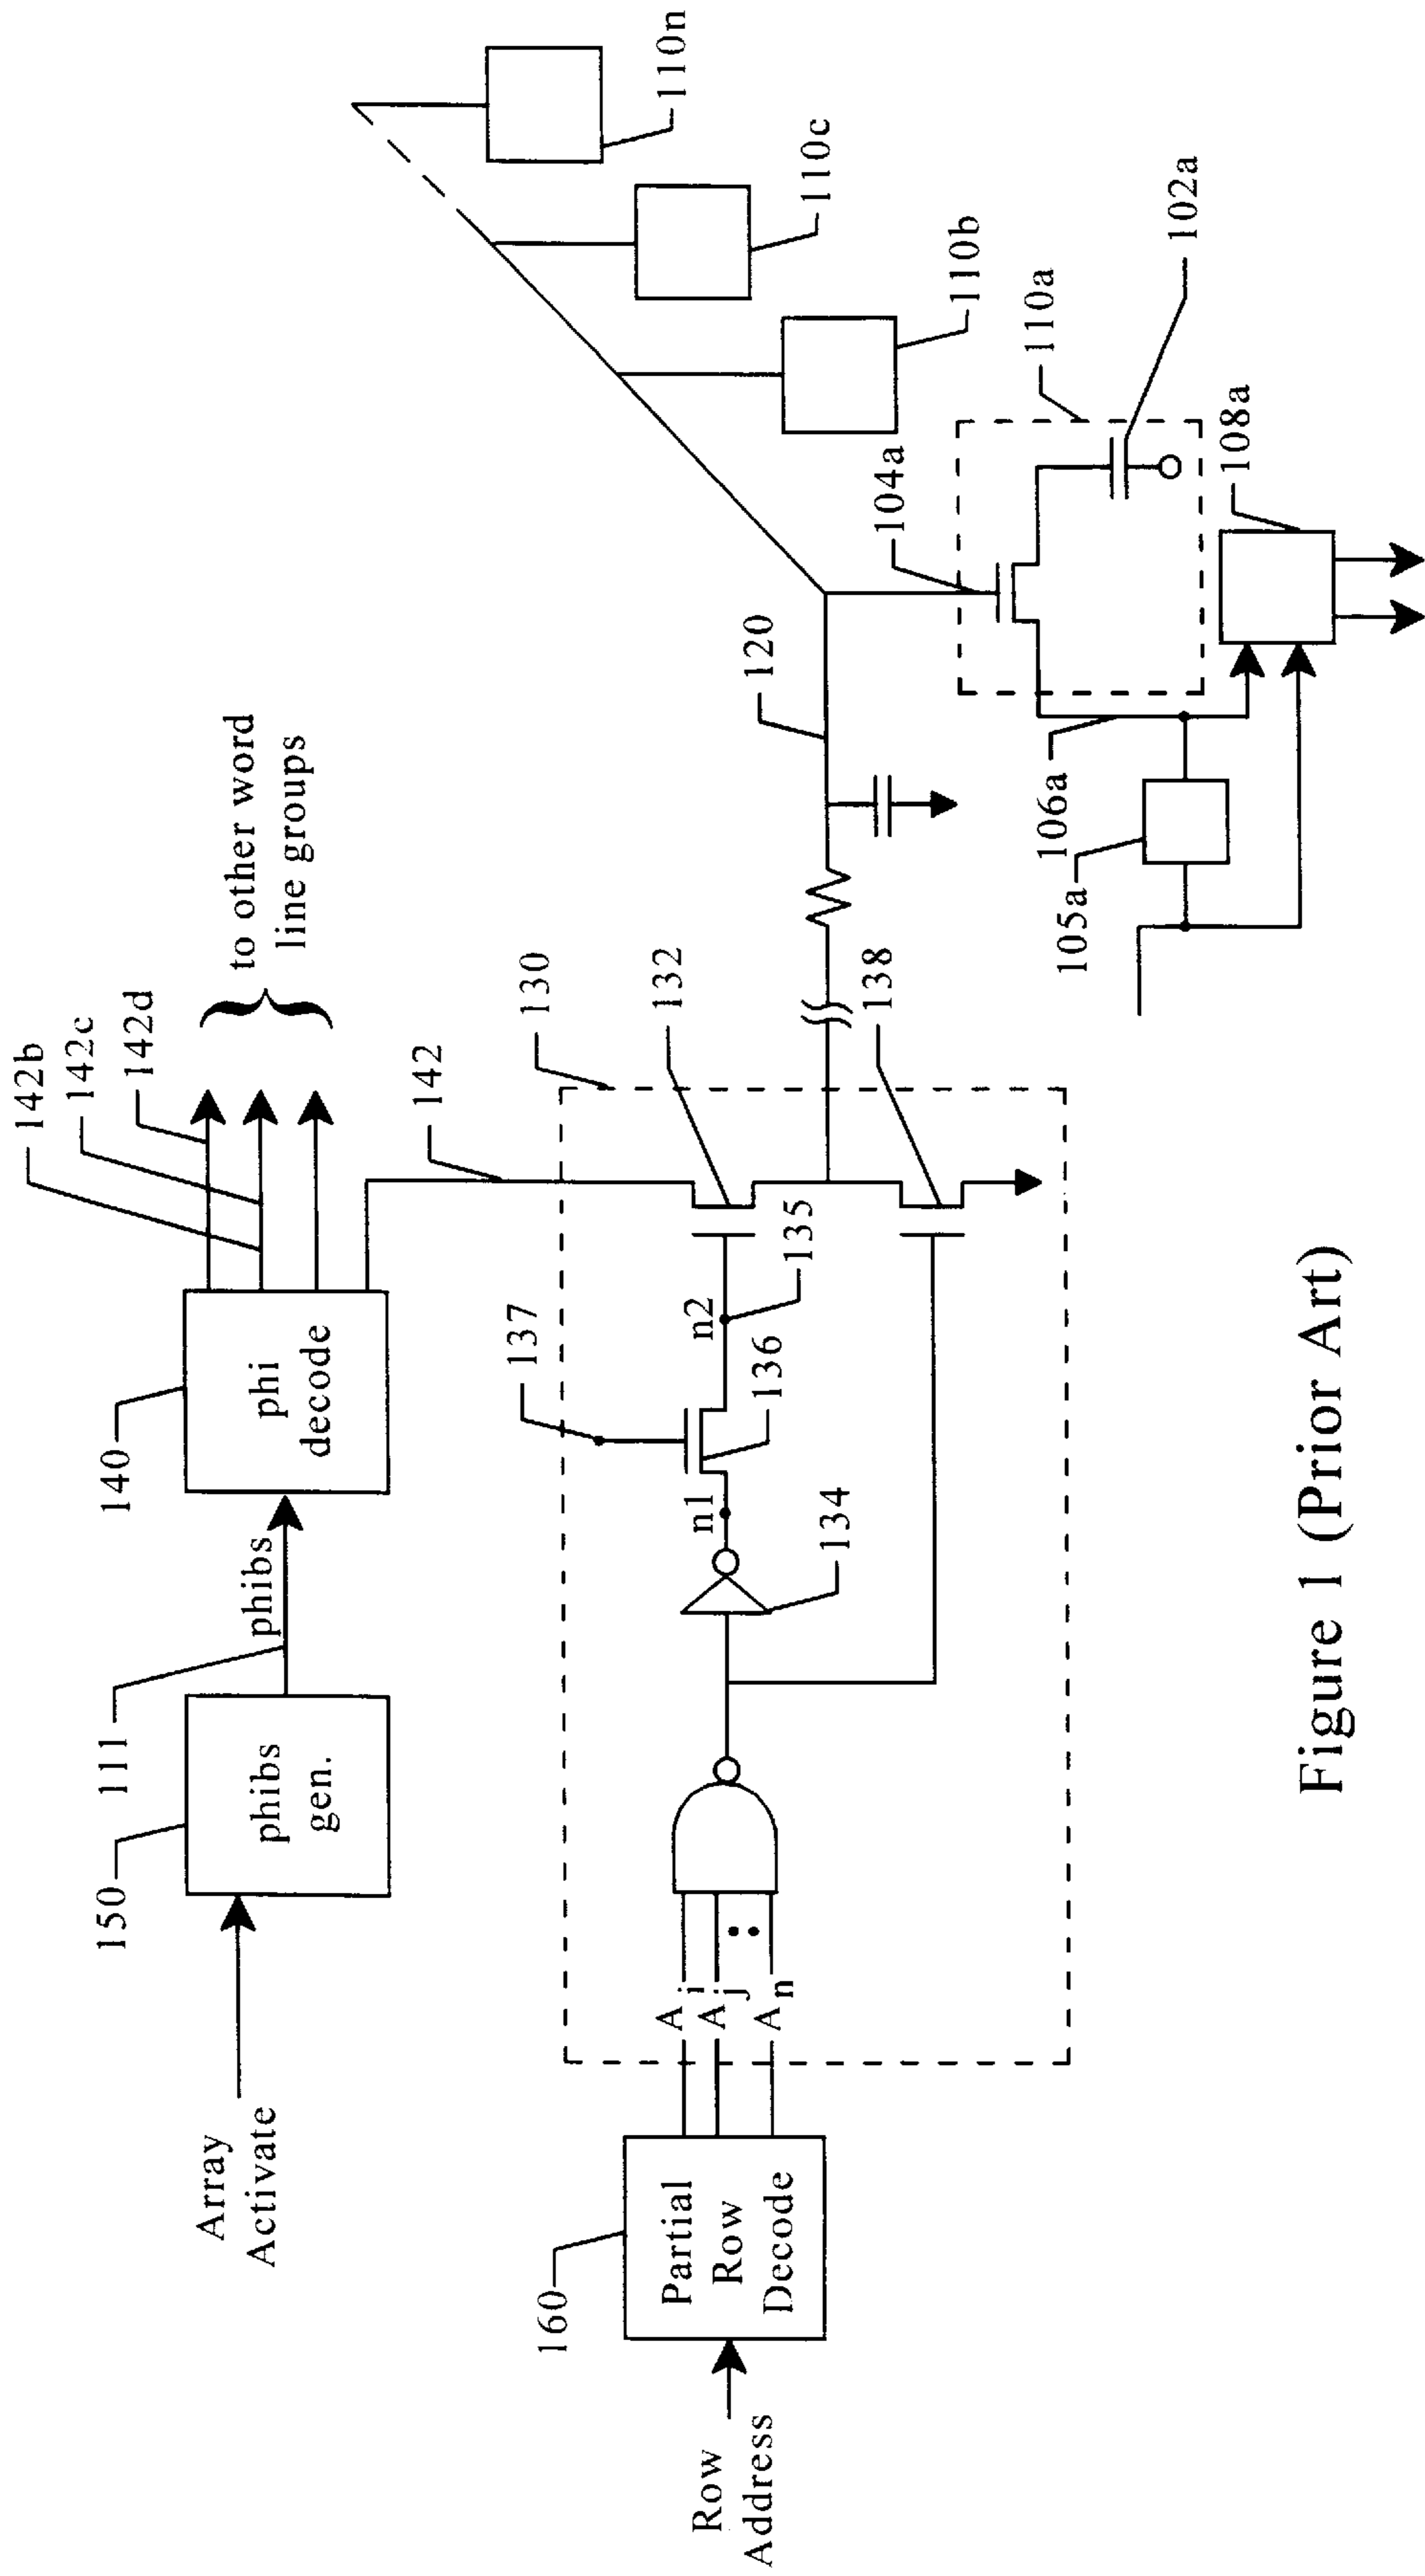 Array
Activate
150
phibs
gen.
111
phibs
140
phi
decode
142b
142c
142d
to other word
line groups
142
130
132
138
137
n1
n2
135
136
134
Row
Address
160
Partial
Row
Decode
A i
A j
A n
120
104a
110a
102a
106a
105a
108a
110b
110c
110n
Figure 1 (Prior Art)